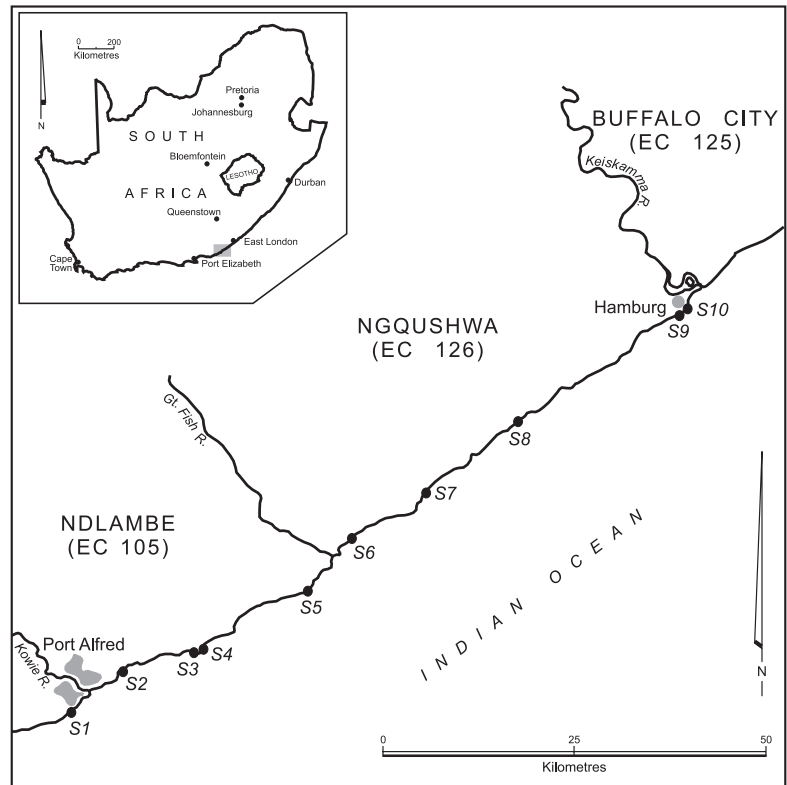 0 200
Kilometres
N
Pretoria
Johannesburg
SOUTH
Bloemfontein
LESOTHO
Durban
AFRICA
Queenstown
East London
Cape
Town
Port Elizabeth
BUFFALO CITY
(EC 125)
Keiskamma R.
Hamburg
S10
S9
NGQUSHWA
(EC 126)
Gt. Fish R.
S8
S7
NDLAMBE
(EC 105)
S6
INDIAN OCEAN
S5
Port Alfred
Kowie R.
S4
S3
S2
S1
N
0 25 50
Kilometres